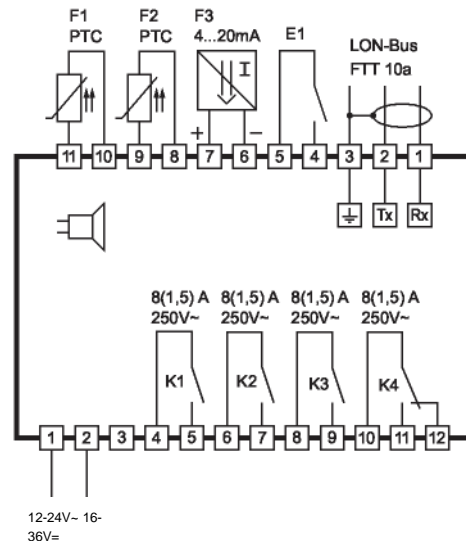 F1 F2 F3
PTC PTC 4...20mA E1 LON-Bus
FTT 10a
I
+ −
11 10 9 8 7 6 5 4 3 2 1
Tx Rx
8(1,5) A 8(1,5) A 8(1,5) A 8(1,5) A
250V~ 250V~ 250V~ 250V~
K1 K2 K3 K4
1 2 3 4 5 6 7 8 9 10 11 12
12-24V~ 16-
36V=